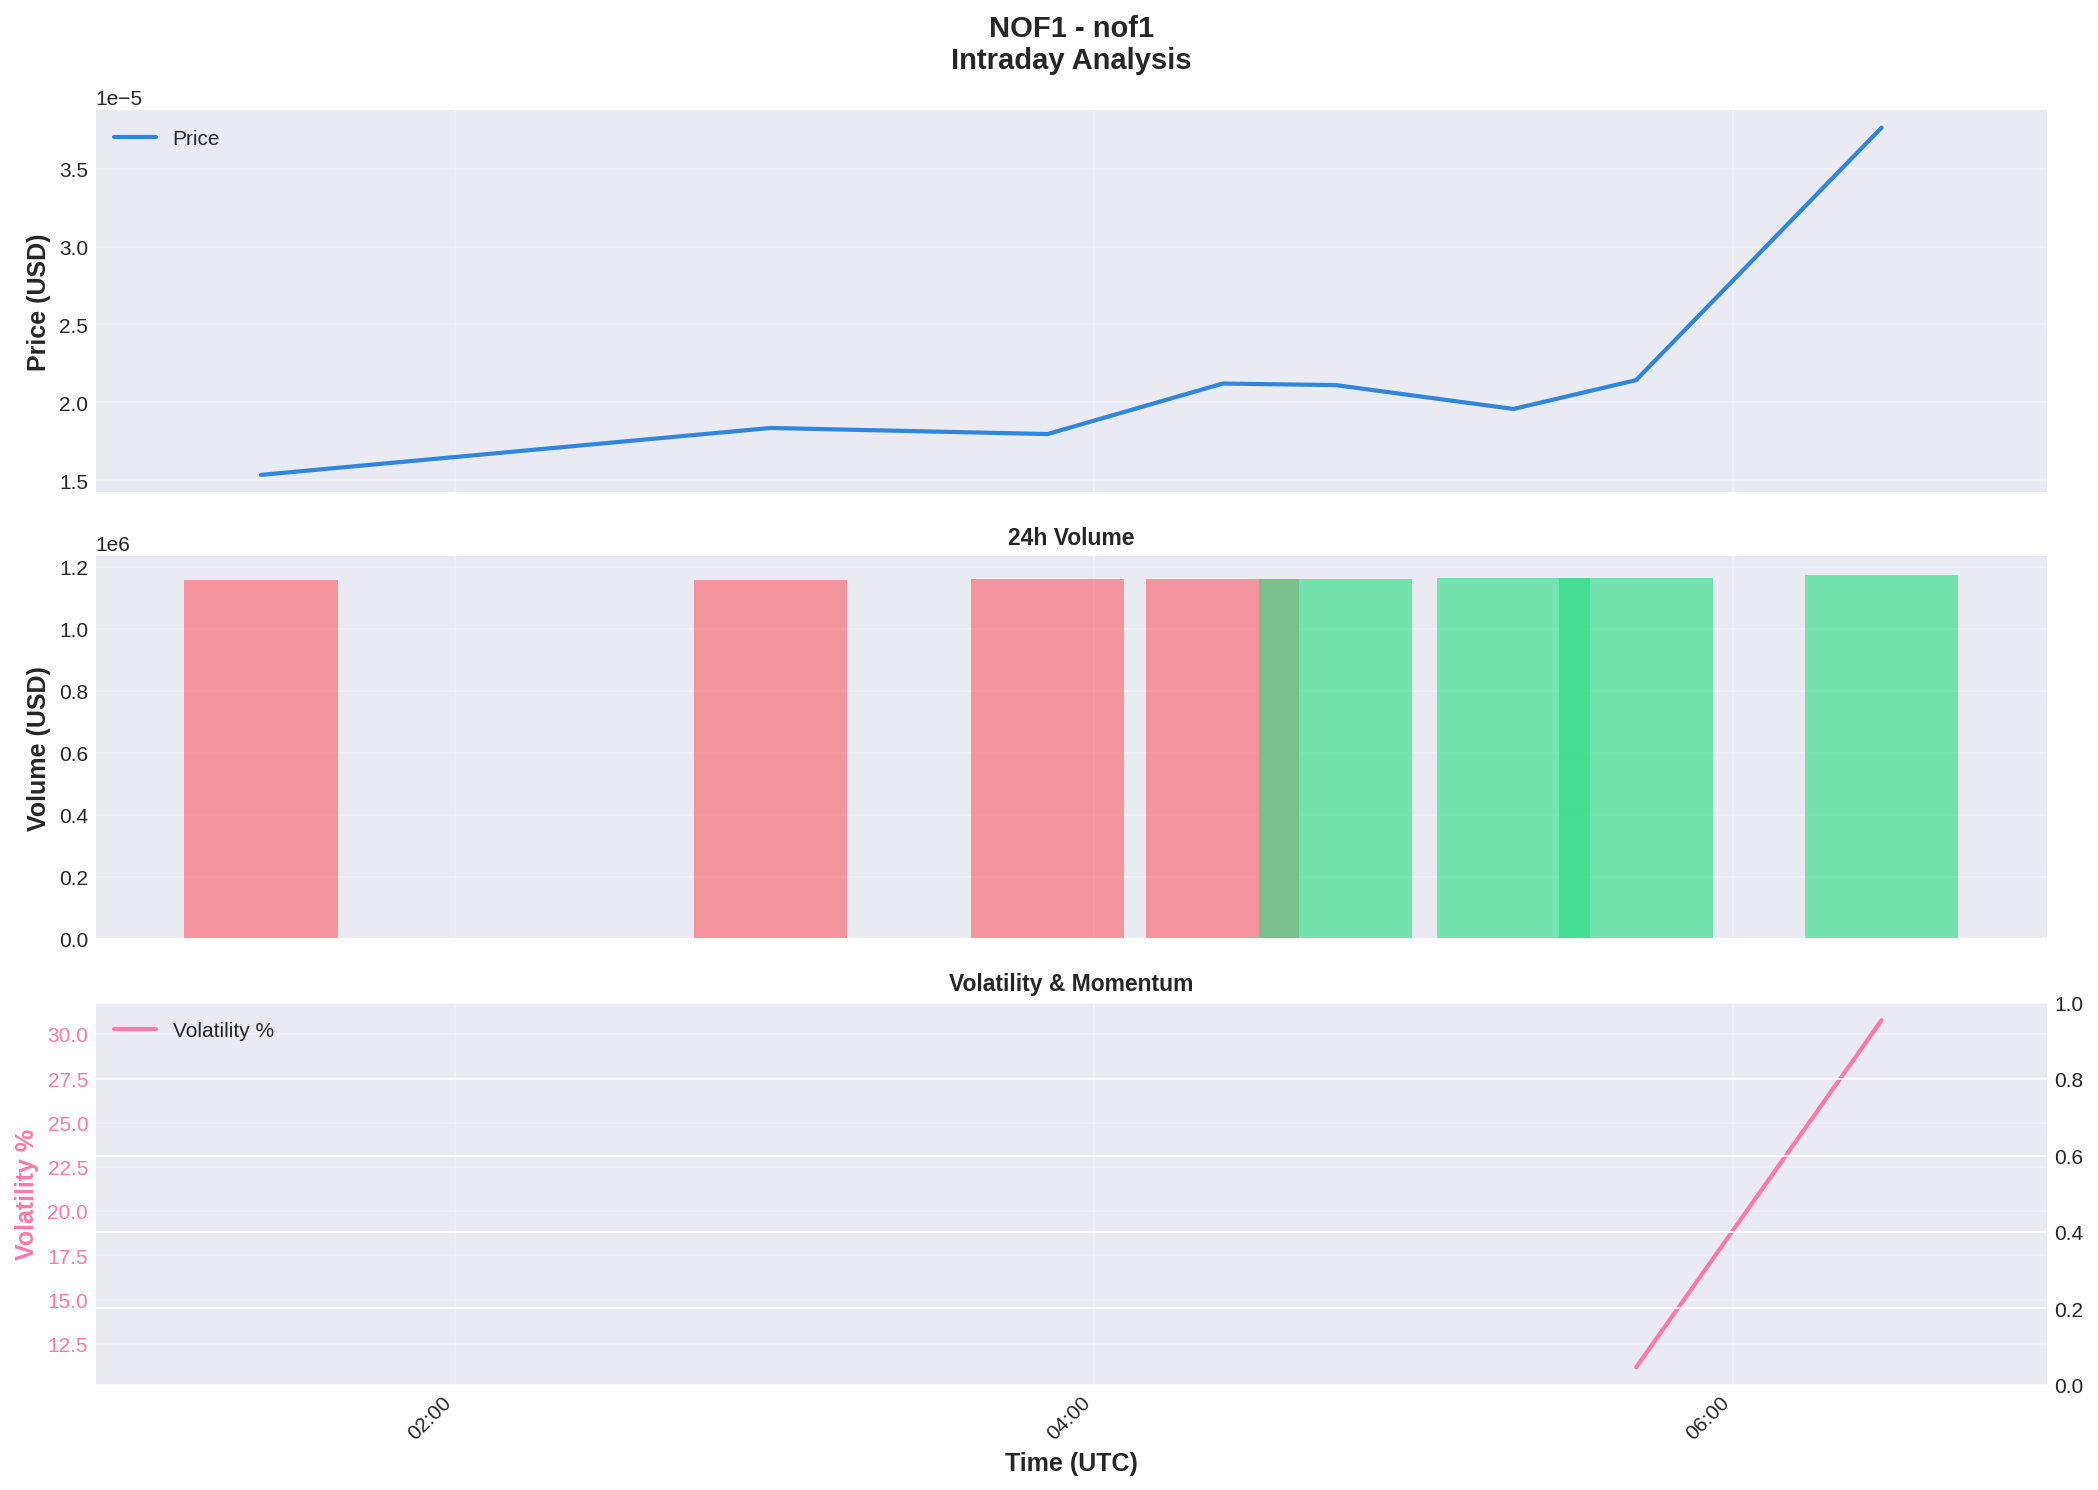 NOF1 - nof1
Intraday Analysis
1e−5
Price
3.5
3.0
2.5
2.0
1.5
Price (USD)
24h Volume
1e6
1.2
1.0
0.8
0.6
0.4
0.2
0.0
Volume (USD)
Volatility & Momentum
Volatility %
30.0
27.5
25.0
22.5
20.0
17.5
15.0
12.5
Volatility %
1.0
0.8
0.6
0.4
0.2
0.0
02:00
04:00
06:00
Time (UTC)